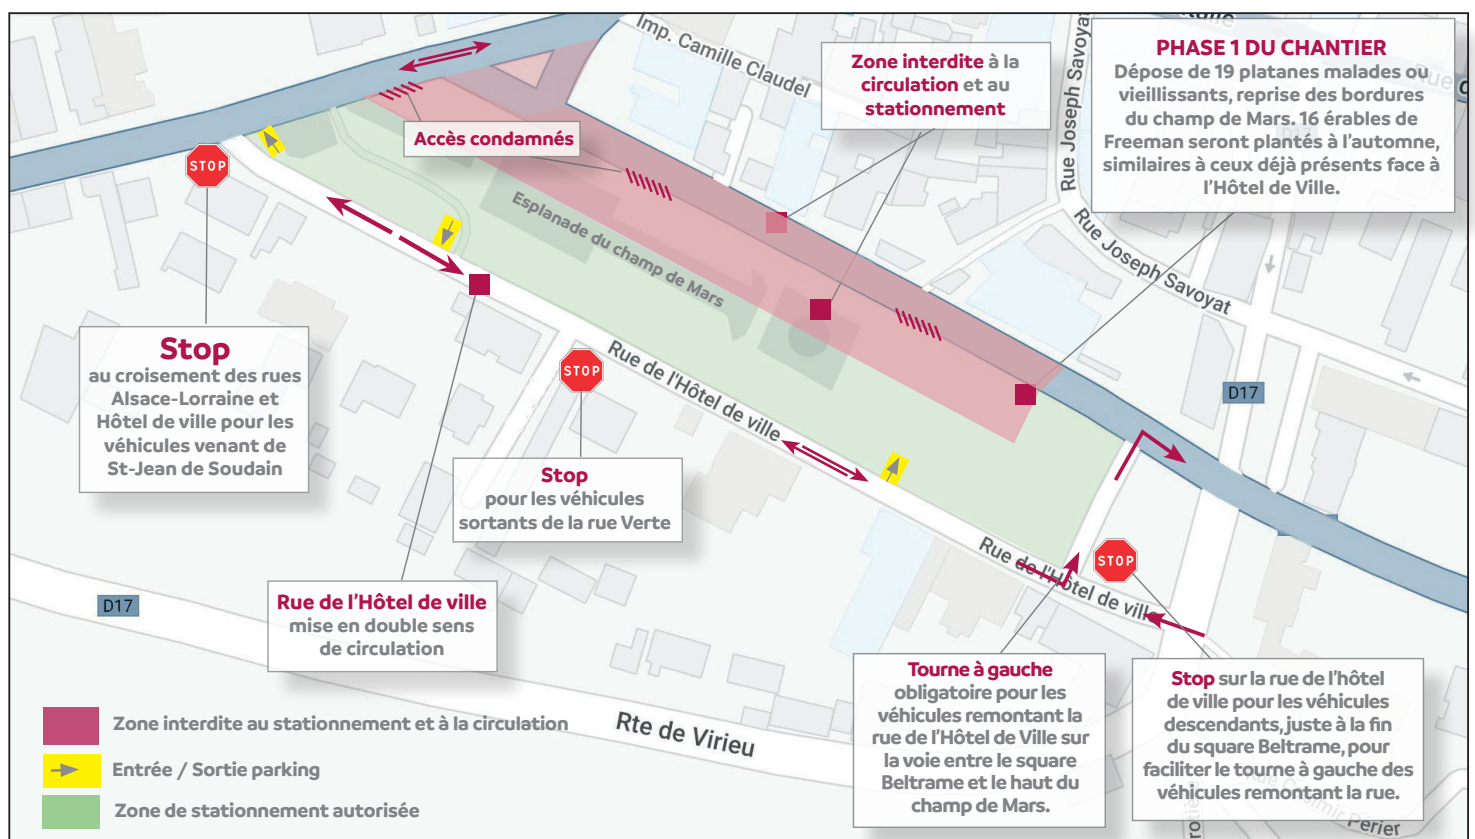 Imp. Camille Claudel
Rue Joseph Savoyat
Zone interdite à la
circulation et au
stationnement
PHASE 1 DU CHANTIER
Dépose de 19 platanes malades ou
vieillissants, reprise des bordures
du champ de Mars. 16 érables de
Freeman seront plantés à l'automne,
similaires à ceux déjà présents face à
l'Hôtel de Ville.
Accès condamnés
STOP
Esplanade du champ de Mars
Rue Joseph Savoyat
Stop
au croisement des rues
Alsace-Lorraine et
Hôtel de ville pour les
véhicules venant de
St-Jean de Soudain
STOP
Rue de l'Hôtel de ville
D17
Stop
pour les véhicules
sortants de la rue Verte
STOP
Rue de l'Hôtel de ville
D17
Rue de l'Hôtel de ville
mise en double sens
de circulation
Tourne à gauche
obligatoire pour les
véhicules remontant la
rue de l'Hôtel de Ville sur
la voie entre le square
Beltrame et le haut du
champ de Mars.
Stop sur la rue de l'hôtel
de ville pour les véhicules
descendants, juste à la fin
du square Beltrame, pour
faciliter le tourne à gauche des
véhicules remontant la rue.
Rte de Virieu
Zone interdite au stationnement et à la circulation
Entrée / Sortie parking
Zone de stationnement autorisée
Périer